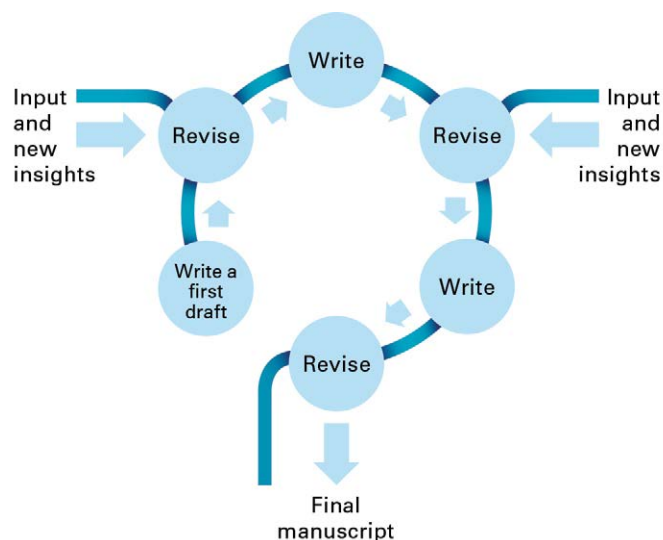 Write
Input
and
new
insights
Revise
Revise
Input
and
new
insights
Write a
first
draft
Write
Revise
Final
manuscript